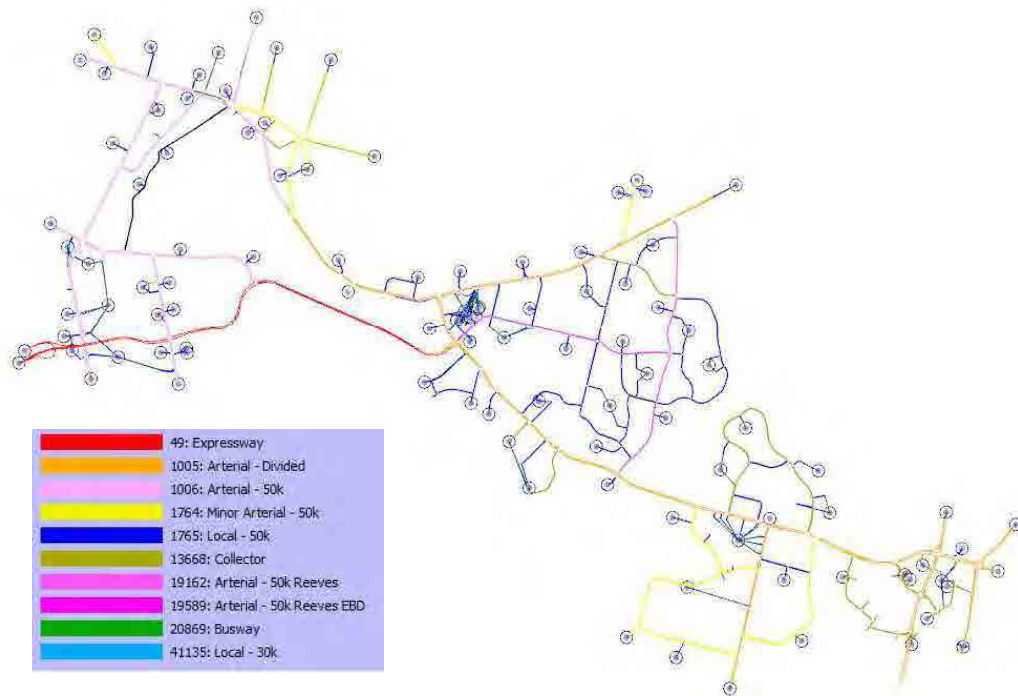 49: Expressway
1005: Arterial - Divided
1006: Arterial - 50k
1764: Minor Arterial - 50k
1765: Local - 50k
13668: Collector
19162: Arterial - 50k Reeves
19589: Arterial - 50k Reeves EBD
20869: Busway
41135: Local - 30k